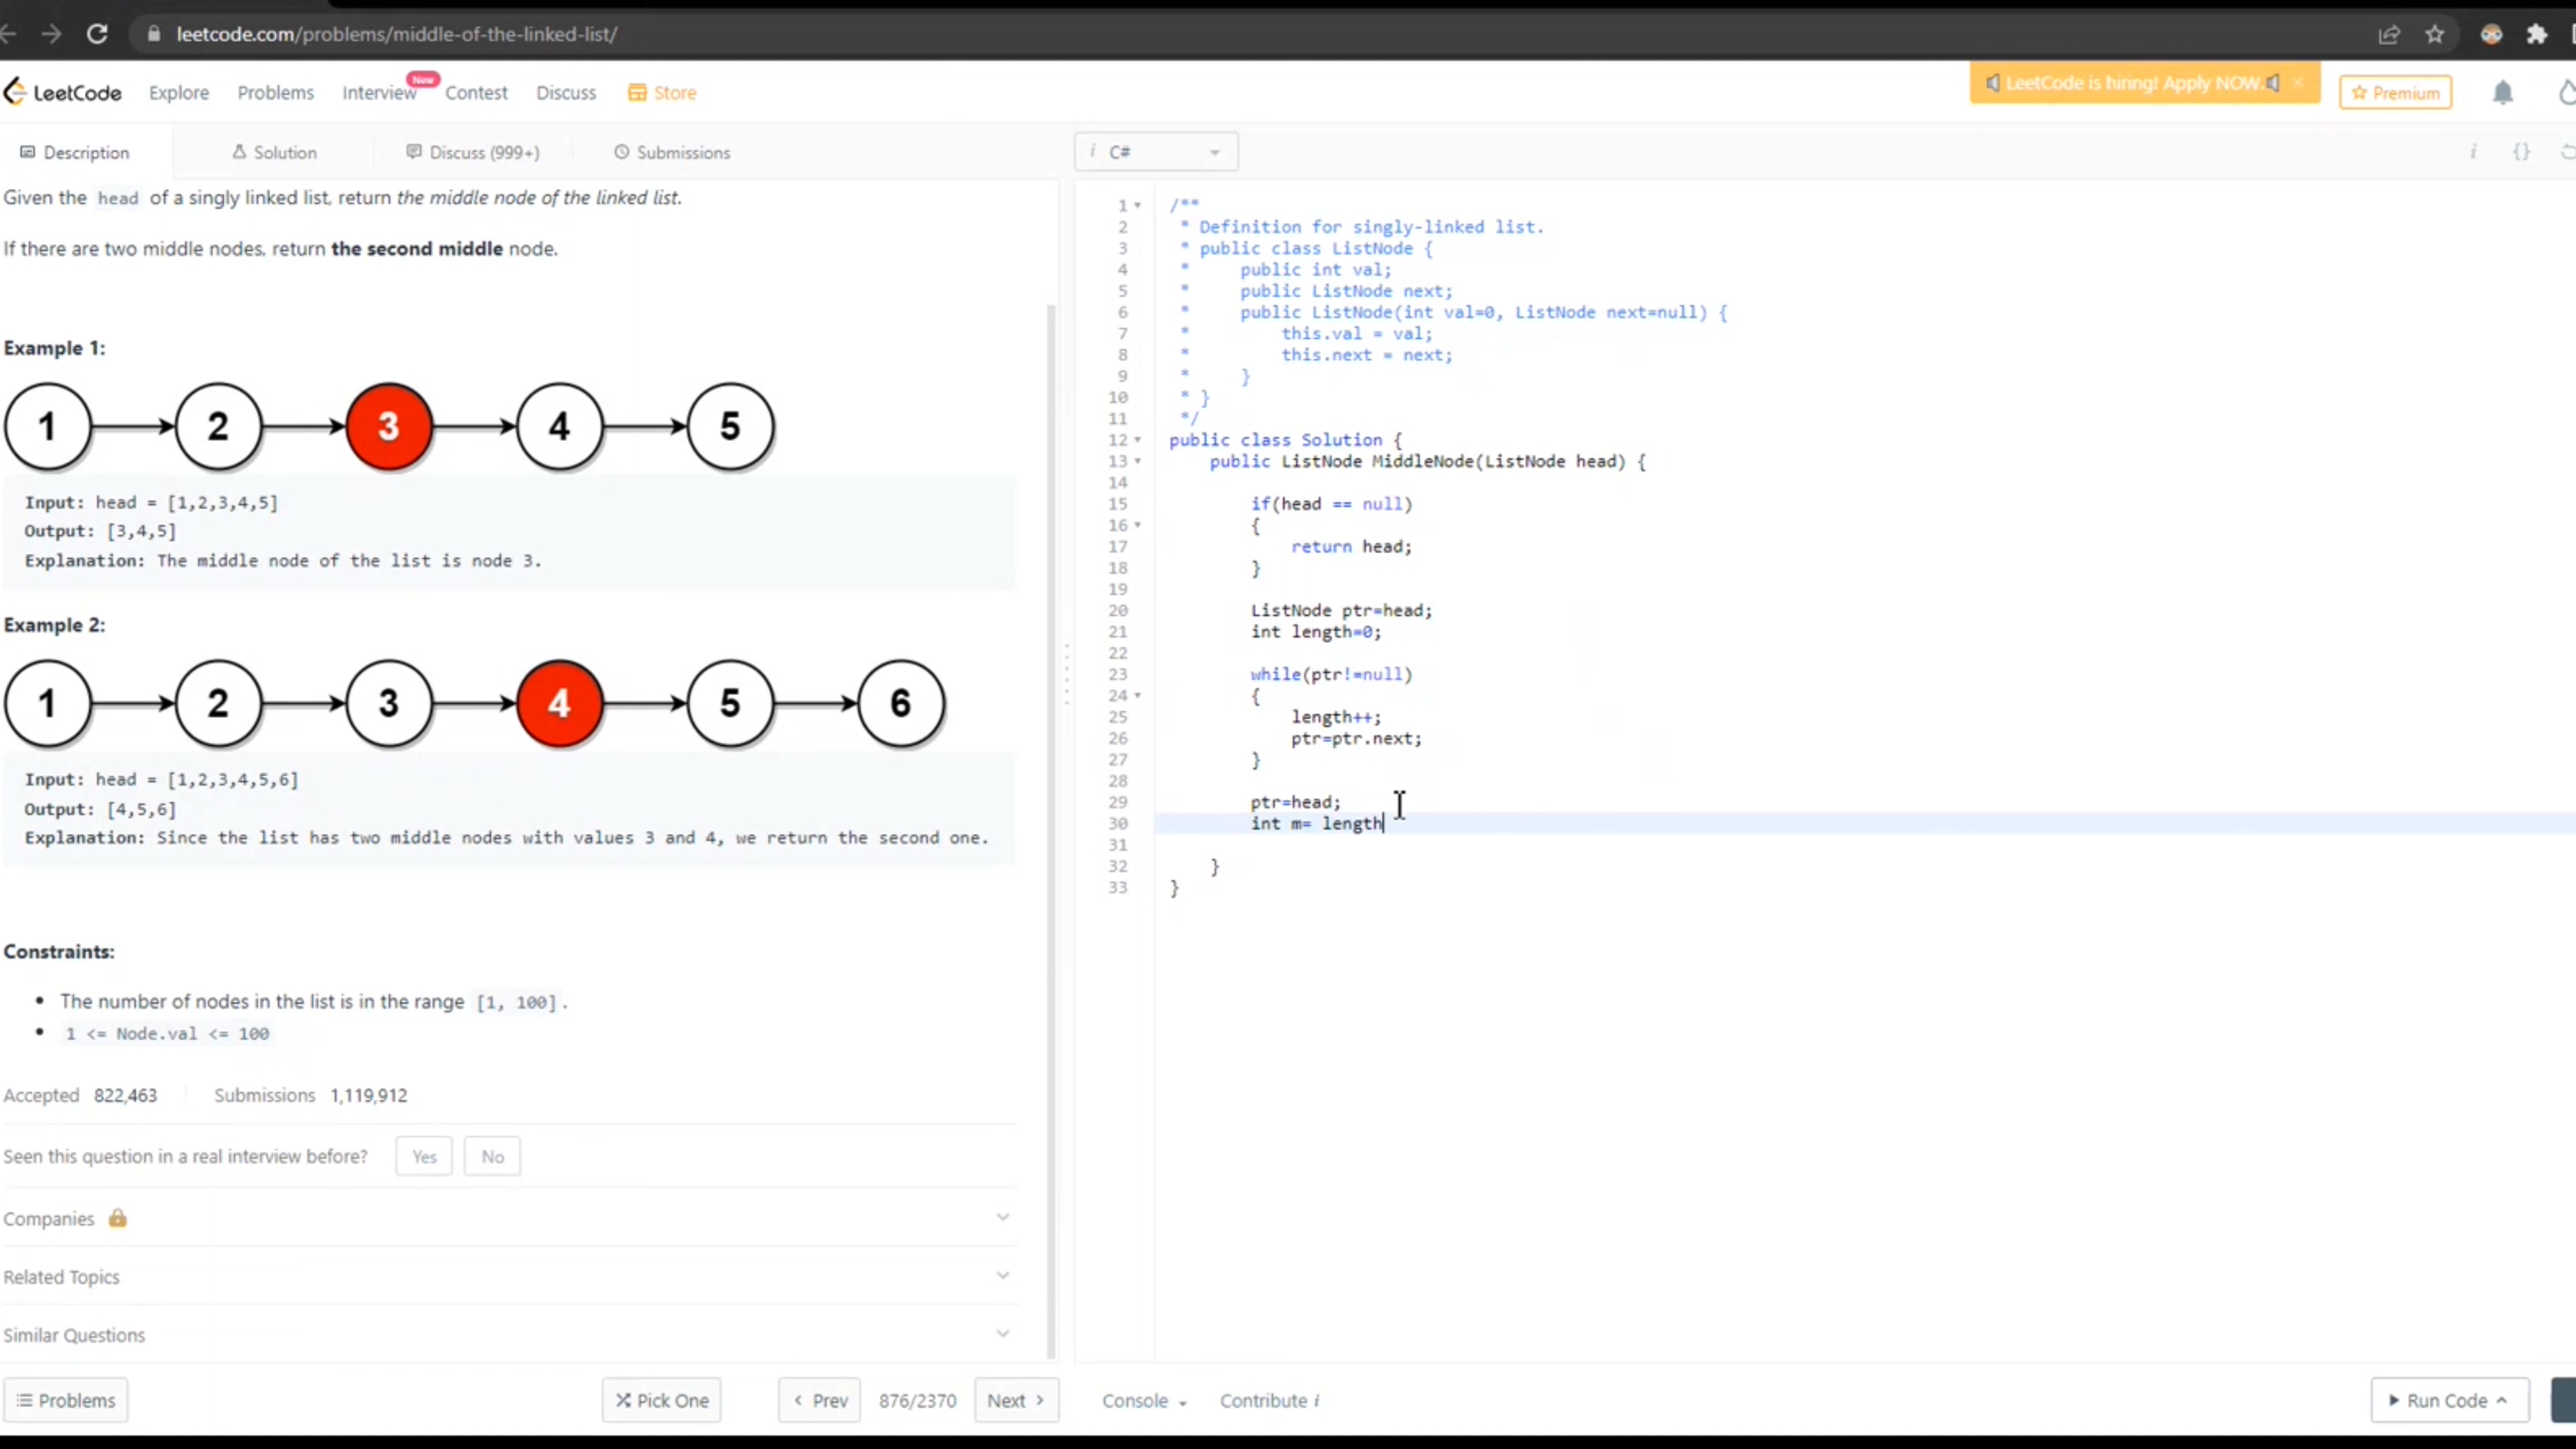 leetcode.com/problems/middle-of-the-linked-list/
LeetCode Explore Problems Interview New Contest Discuss Store
LeetCode is hiring! Apply NOW. Premium
Description Solution Discuss (999+) Submissions
Given the head of a singly linked list, return the middle node of the linked list.
If there are two middle nodes, return the second middle node.
Example 1:
1 2 3 4 5
Input: head = [1,2,3,4,5]
Output: [3,4,5]
Explanation: The middle node of the list is node 3.
Example 2:
1 2 3 4 5 6
Input: head = [1,2,3,4,5,6]
Output: [4,5,6]
Explanation: Since the list has two middle nodes with values 3 and 4, we return the second one.
Constraints:
• The number of nodes in the list is in the range [1, 100].
• 1 <= Node.val <= 100
Accepted 822,463 Submissions 1,119,912
Seen this question in a real interview before? Yes No
Companies
Related Topics
Similar Questions
Problems Pick One < Prev 876/2370 Next >
i C# i {}
1 /**
2 * Definition for singly-linked list.
3 * public class ListNode {
4 * public int val;
5 * public ListNode next;
6 * public ListNode(int val=0, ListNode next=null) {
7 * this.val = val;
8 * this.next = next;
9 * }
10 * }
11 */
12 public class Solution {
13 public ListNode MiddleNode(ListNode head) {
14
15 if(head == null)
16 {
17 return head;
18 }
19
20 ListNode ptr=head;
21 int length=0;
22
23 while(ptr!=null)
24 {
25 length++;
26 ptr=ptr.next;
27 }
28
29 ptr=head;
30 int m= length
31
32 }
33 }
Console Contribute i Run Code